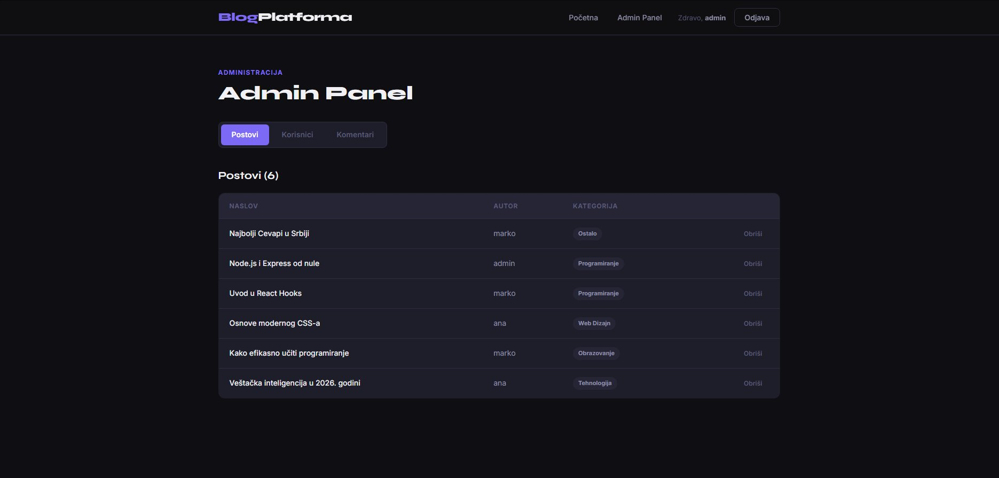 BlogPlatforma Početna Admin Panel Zdravo, admin Odjava
ADMINISTRACIJA
Admin Panel
Postovi Korisnici Komentari
Postovi (6)
NASLOV AUTOR KATEGORIJA
Najbolji Cevapi u Srbiji marko Ostalo Obriši
Node.js i Express od nule admin Programiranje Obriši
Uvod u React Hooks marko Programiranje Obriši
Osnove modernog CSS-a ana Web Dizajn Obriši
Kako efikasno učiti programiranje marko Obrazovanje Obriši
Veštačka inteligencija u 2026. godini ana Tehnologija Obriši